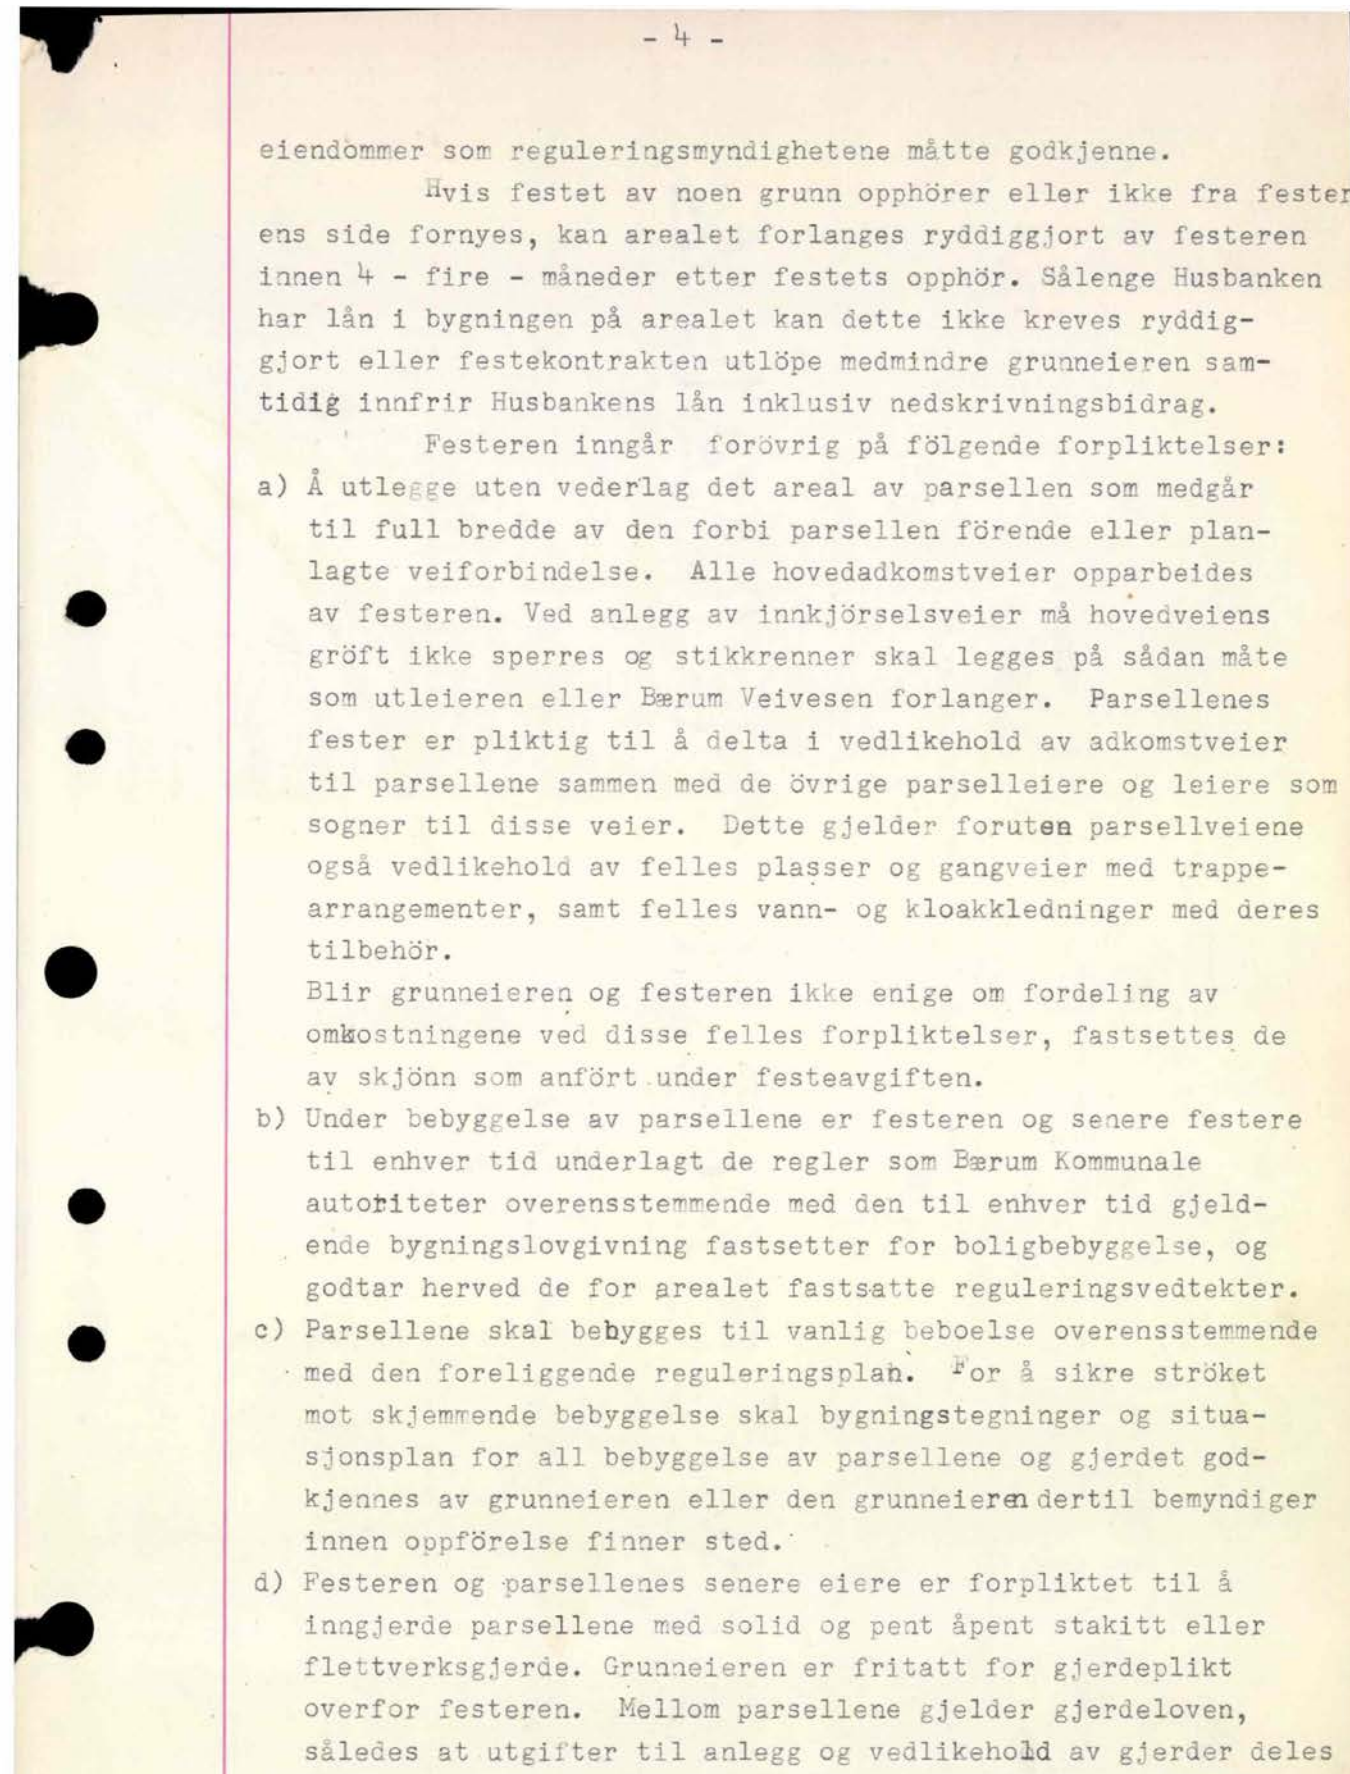 - 4 -
eiendömmer som reguleringsmyndighetene måtte godkjenne.
Hvis festet av noen grunn opphörer eller ikke fra fester
ens side fornyes, kan arealet forlanges ryddiggjort av festeren
innen 4 - fire - måneder etter festets opphör. Sålenge Husbanken
har lån i bygningen på arealet kan dette ikke kreves ryddig-
gjort eller festekontrakten utlöpe medmindre grunneieren sam-
tidig innfrir Husbankens lån inklusiv nedskrivningsbidrag.
Festeren inngår forövrig på fölgende forpliktelser:
a) Å utlegge uten vederlag det areal av parsellen som medgår
til full bredde av den forbi parsellen förende eller plan-
lagte veiforbindelse. Alle hovedadkomstveier opparbeides
av festeren. Ved anlegg av innkjörselsveier må hovedveiens
gröft ikke sperres og stikkrenner skal legges på sådan måte
som utleieren eller Bærum Veivesen forlanger. Parsellenes
fester er pliktig til å delta i vedlikehold av adkomstveier
til parsellene sammen med de övrige parselleiere og leiere som
sogner til disse veier. Dette gjelder foruten parsellveiene
også vedlikehold av felles plasser og gangveier med trappe-
arrangementer, samt felles vann- og kloakkledninger med deres
tilbehör.
Blir grunneieren og festeren ikke enige om fordeling av
omkostningene ved disse felles forpliktelser, fastsettes de
av skjönn som anfört under festeavgiften.
b) Under bebyggelse av parsellene er festeren og senere festere
til enhver tid underlagt de regler som Bærum Kommunale
autoriteter overensstemmende med den til enhver tid gjeld-
ende bygningslovgivning fastsetter for boligbebyggelse, og
godtar herved de for arealet fastsatte reguleringsvedtekter.
c) Parsellene skal bebygges til vanlig beboelse overensstemmende
med den foreliggende reguleringsplan. For å sikre ströket
mot skjemmende bebyggelse skal bygningstegninger og situa-
sjonsplan for all bebyggelse av parsellene og gjerdet god-
kjennes av grunneieren eller den grunneieren dertil bemyndiger
innen oppförelse finner sted.
d) Festeren og parsellenes senere eiere er forpliktet til å
inngjerde parsellene med solid og pent åpent stakitt eller
flettverksgjerde. Grunneieren er fritatt for gjerdeplikt
overfor festeren. Mellom parsellene gjelder gjerdeloven,
således at utgifter til anlegg og vedlikehold av gjerder deles